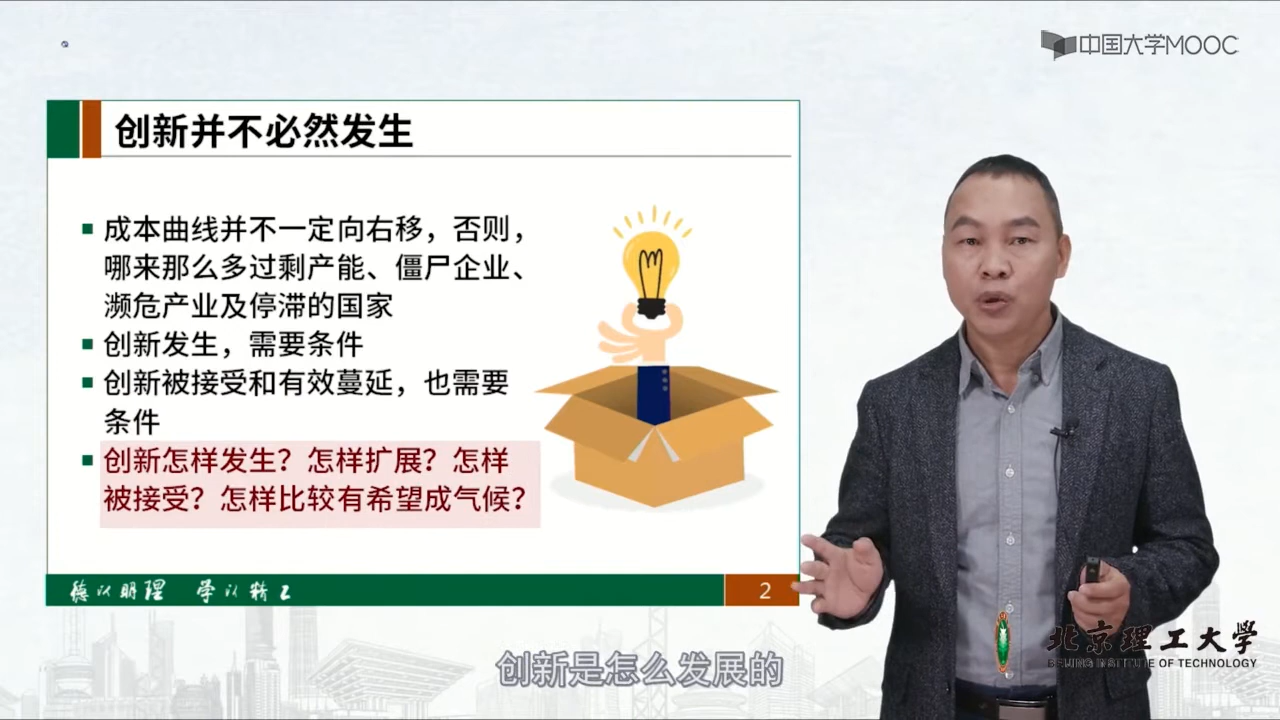 中国大学MOOC
创新并不必然发生
成本曲线并不一定向右移，否则，
哪来那么多过剩产能、僵尸企业、
濒危产业及停滞的国家
创新发生，需要条件
创新被接受和有效蔓延，也需要
条件
创新怎样发生？怎样扩展？怎样
被接受？怎样比较有希望成气候？
德以明理 学以精工
2
北京理工大学
BEIJING INSTITUTE OF TECHNOLOGY
创新是怎么发展的